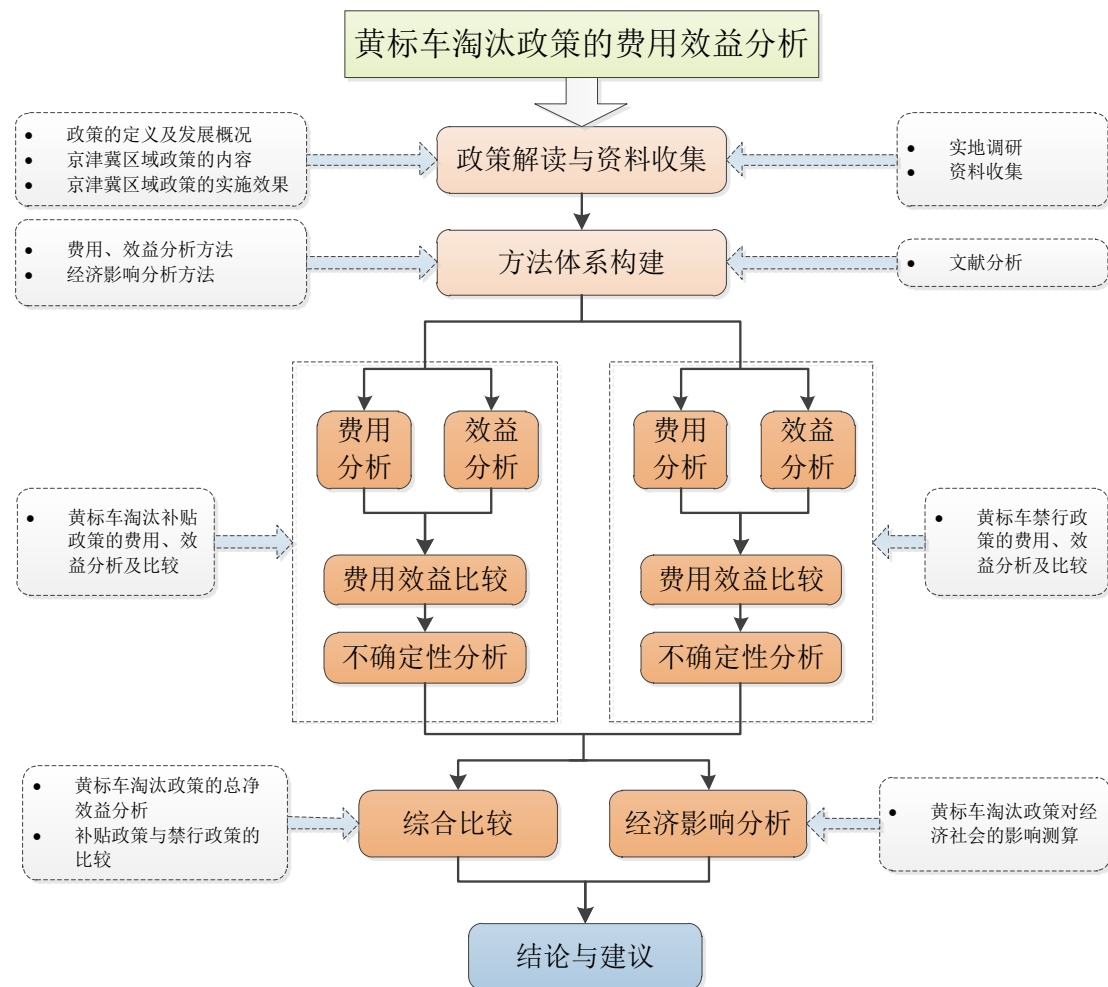 黄标车淘汰政策的费用效益分析
• 政策的定义及发展概况
• 京津冀区域政策的内容
• 京津冀区域政策的实施效果
政策解读与资料收集
• 实地调研
• 资料收集
• 费用、效益分析方法
• 经济影响分析方法
方法体系构建
• 文献分析
费用
分析
效益
分析
费用
分析
效益
分析
• 黄标车淘汰补贴
政策的费用、效
益分析及比较
费用效益比较
不确定性分析
费用效益比较
不确定性分析
• 黄标车禁行政
策的费用、效
益分析及比较
• 黄标车淘汰政策的总净
效益分析
• 补贴政策与禁行政策的
比较
综合比较
经济影响分析
• 黄标车淘汰政策对经
济社会的影响测算
结论与建议